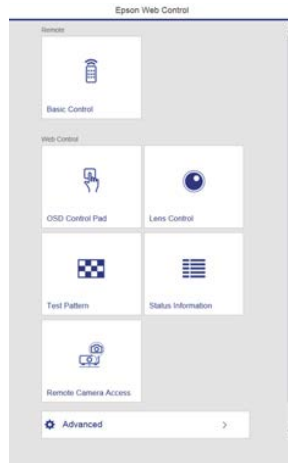 Epson Web Control
Remote
Basic Control
Web Control
OSD Control Pad
Lens Control
Test Pattern
Status Information
Remote Camera Access
Advanced